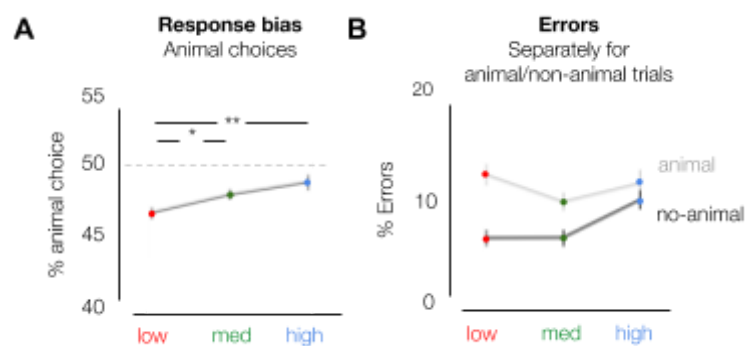 A
Response bias
Animal choices
55
50
45
40
% animal choice
**
*
low med high
B
Errors
Separately for
animal/non-animal trials
20
10
0
% Errors
animal
no-animal
low med high